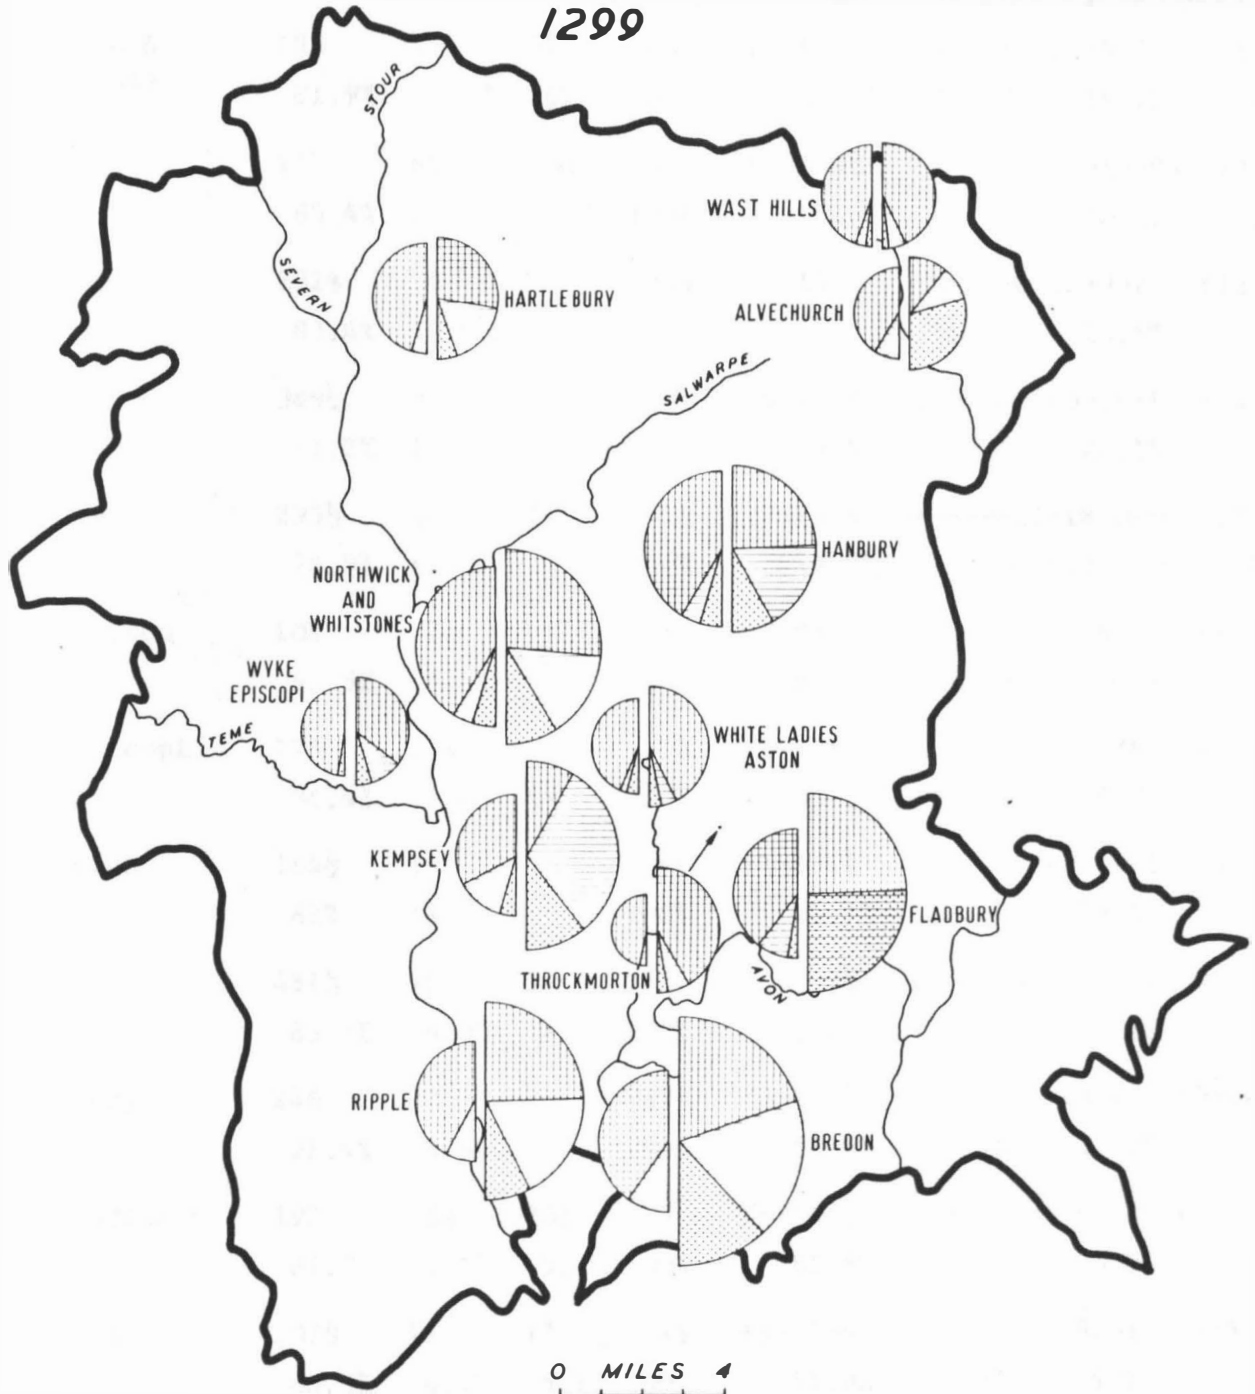 1299
STOUR
WAST HILLS
SEVERN
HARTLEBURY
ALVECHURCH
SALWARPE
HANBURY
NORTHWICK
AND
WHITSTONES
WYKE
EPISCOPI
TEME
WHITE LADIES
ASTON
KEMPSEY
FLADBURY
THROCKMORTON
AVON
RIPPLE
BREDON
0 MILES 4